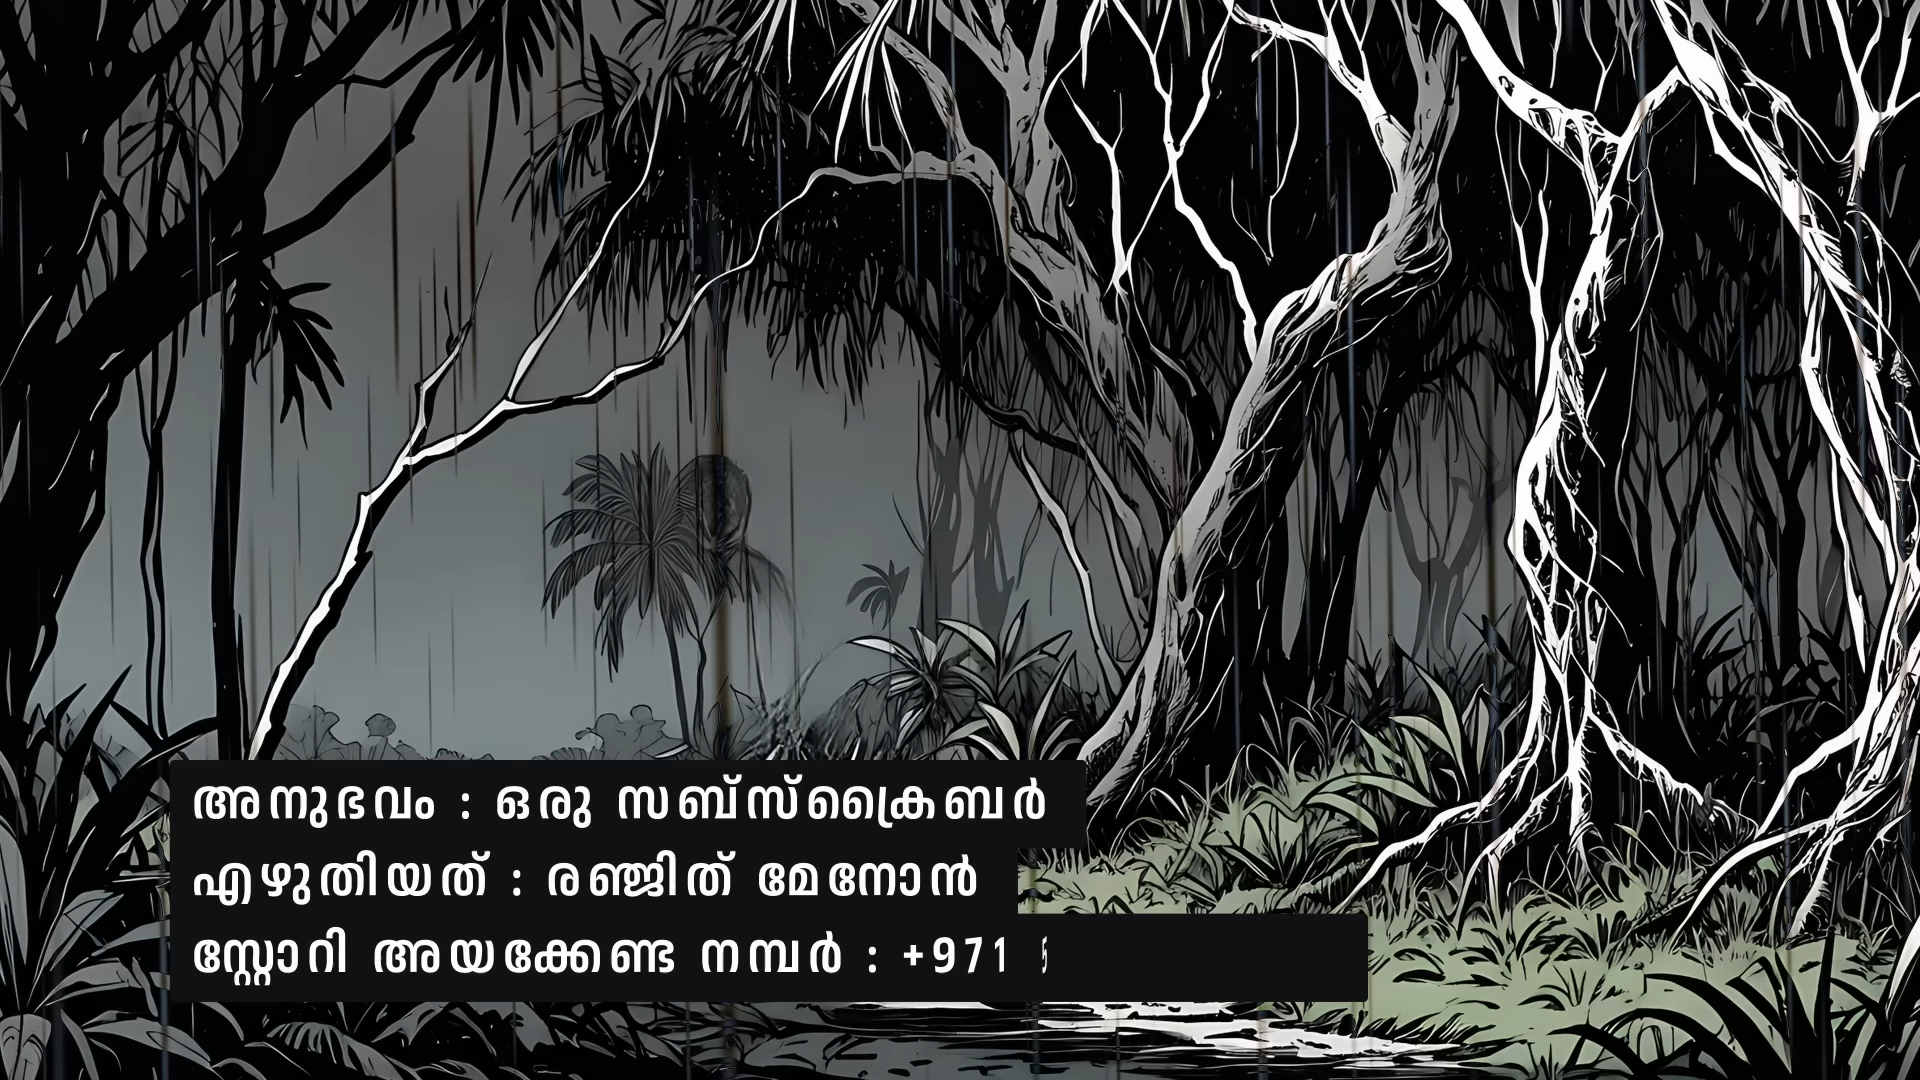 അനുഭവം : ഒരു സബ്സ്ക്രൈബർ
എഴുതിയത് : രഞ്ജിത് മേനോൻ
സ്റ്റോറി അയക്കേണ്ട നമ്പർ : +971